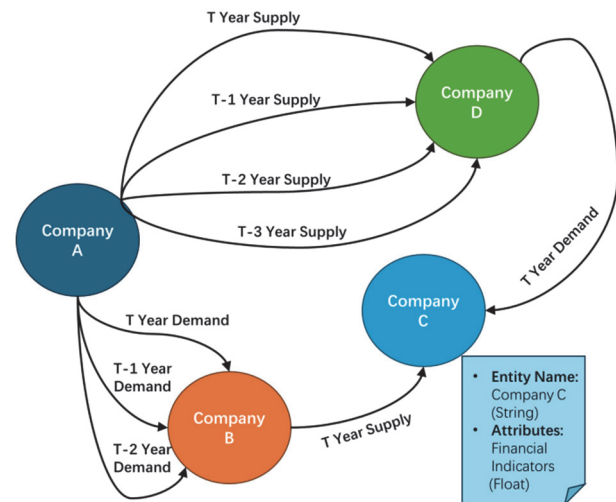 T Year Supply
Company
D
T-1 Year Supply
T-2 Year Supply
T-3 Year Supply
Company
A
T Year Demand
Company
C
T Year Demand
T-1 Year
Demand
Company
B
T-2 Year
Demand
T Year Supply
• Entity Name:
Company C
(String)
• Attributes:
Financial
Indicators
(Float)